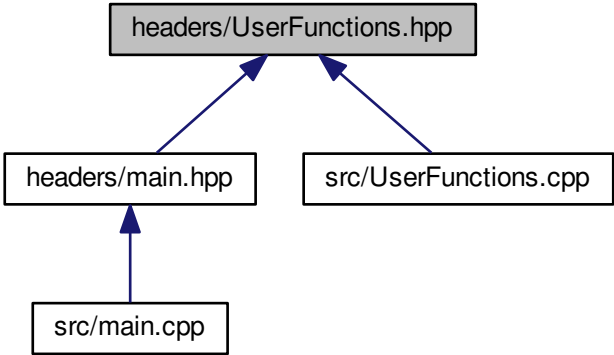 headers/UserFunctions.hpp
headers/main.hpp
src/UserFunctions.cpp
src/main.cpp